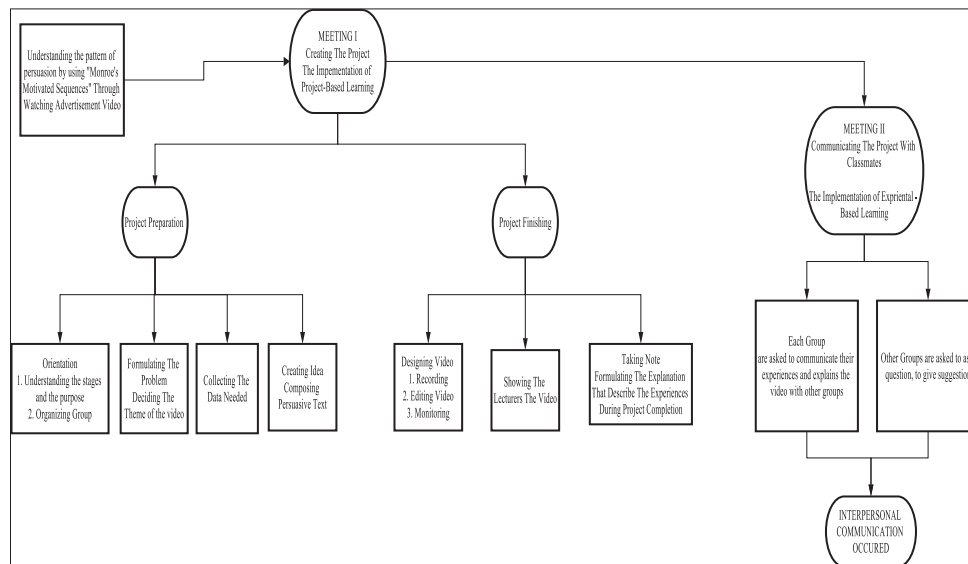 Understanding the pattern of
persuasion by using "Monroe's
Motivated Sequences" Through
Watching Advertisement Video
MEETING I
Creating The Project
The Impementation of
Project-Based Learning
MEETING II
Communicating The Project With
Classmates
The Implementation of Expriental -
Based Learning
Project Preparation
Project Finishing
Orientation
1. Understanding the stages
and the purpose
2. Organizing Group
Formulating The
Problem
Deciding The
Theme of the video
Collecting The
Data Needed
Creating Idea
Composing
Persuasive Text
Designing Video
1. Recording
2. Editing Video
3. Monitoring
Showing The
Lecturers The Video
Taking Note
Formulating The Explanation
That Describe The Experiences
During Project Completion
Each Group
are asked to communicate their
experiences and explains the
video with other groups
Other Groups are asked to as
question, to give suggestion
INTERPERSONAL
COMMUNICATION
OCCURED